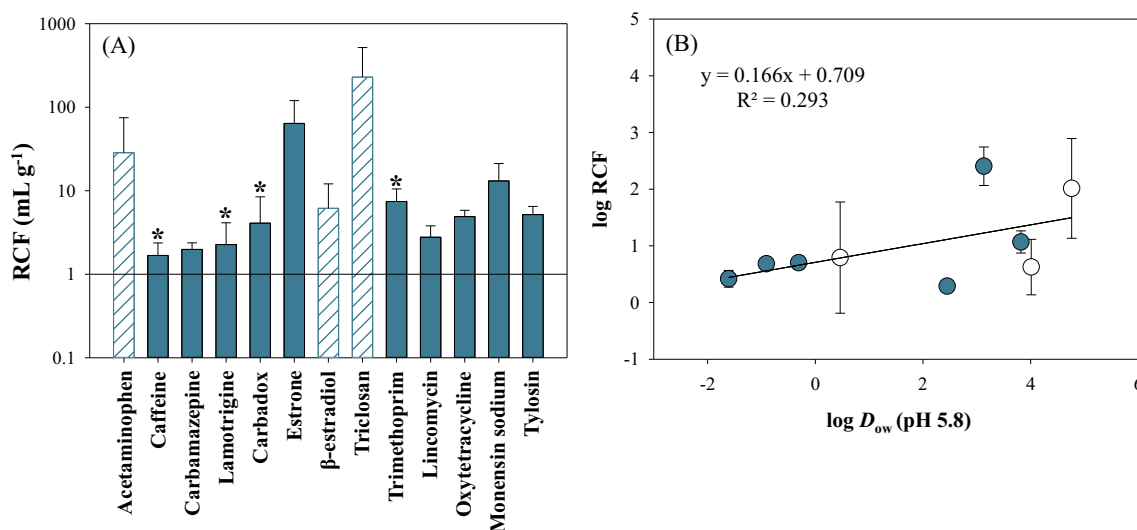 (A)
RCF (mL g⁻¹)
1000
100
10
1
0.1
*
*
*
*
Acetaminophen
Caffeine
Carbamazepine
Lamotrigine
Carbadox
Estrone
β-estradiol
Triclosan
Trimethoprim
Lincomycin
Oxytetracycline
Monensin sodium
Tylosin
(B)
y = 0.166x + 0.709
R² = 0.293
log RCF
5
4
3
2
1
0
-1
-2
0
2
4
6
log Dow (pH 5.8)